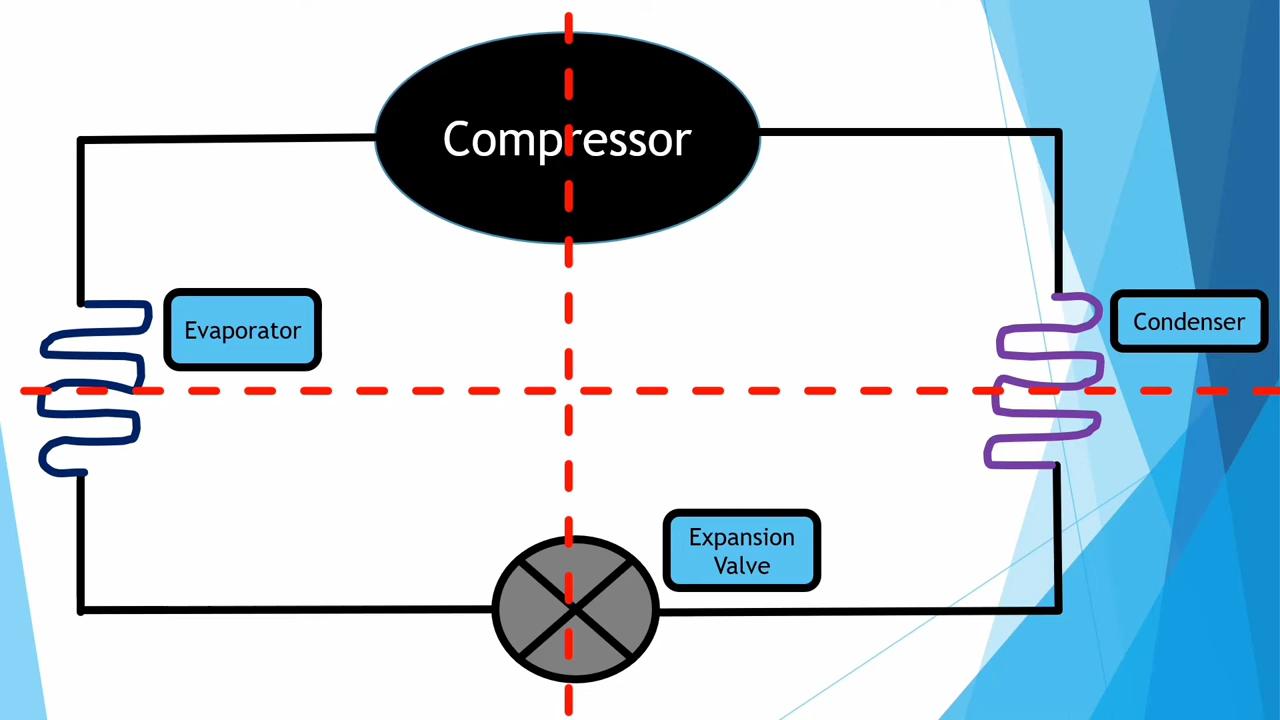 Compressor
Evaporator
Condenser
Expansion
Valve